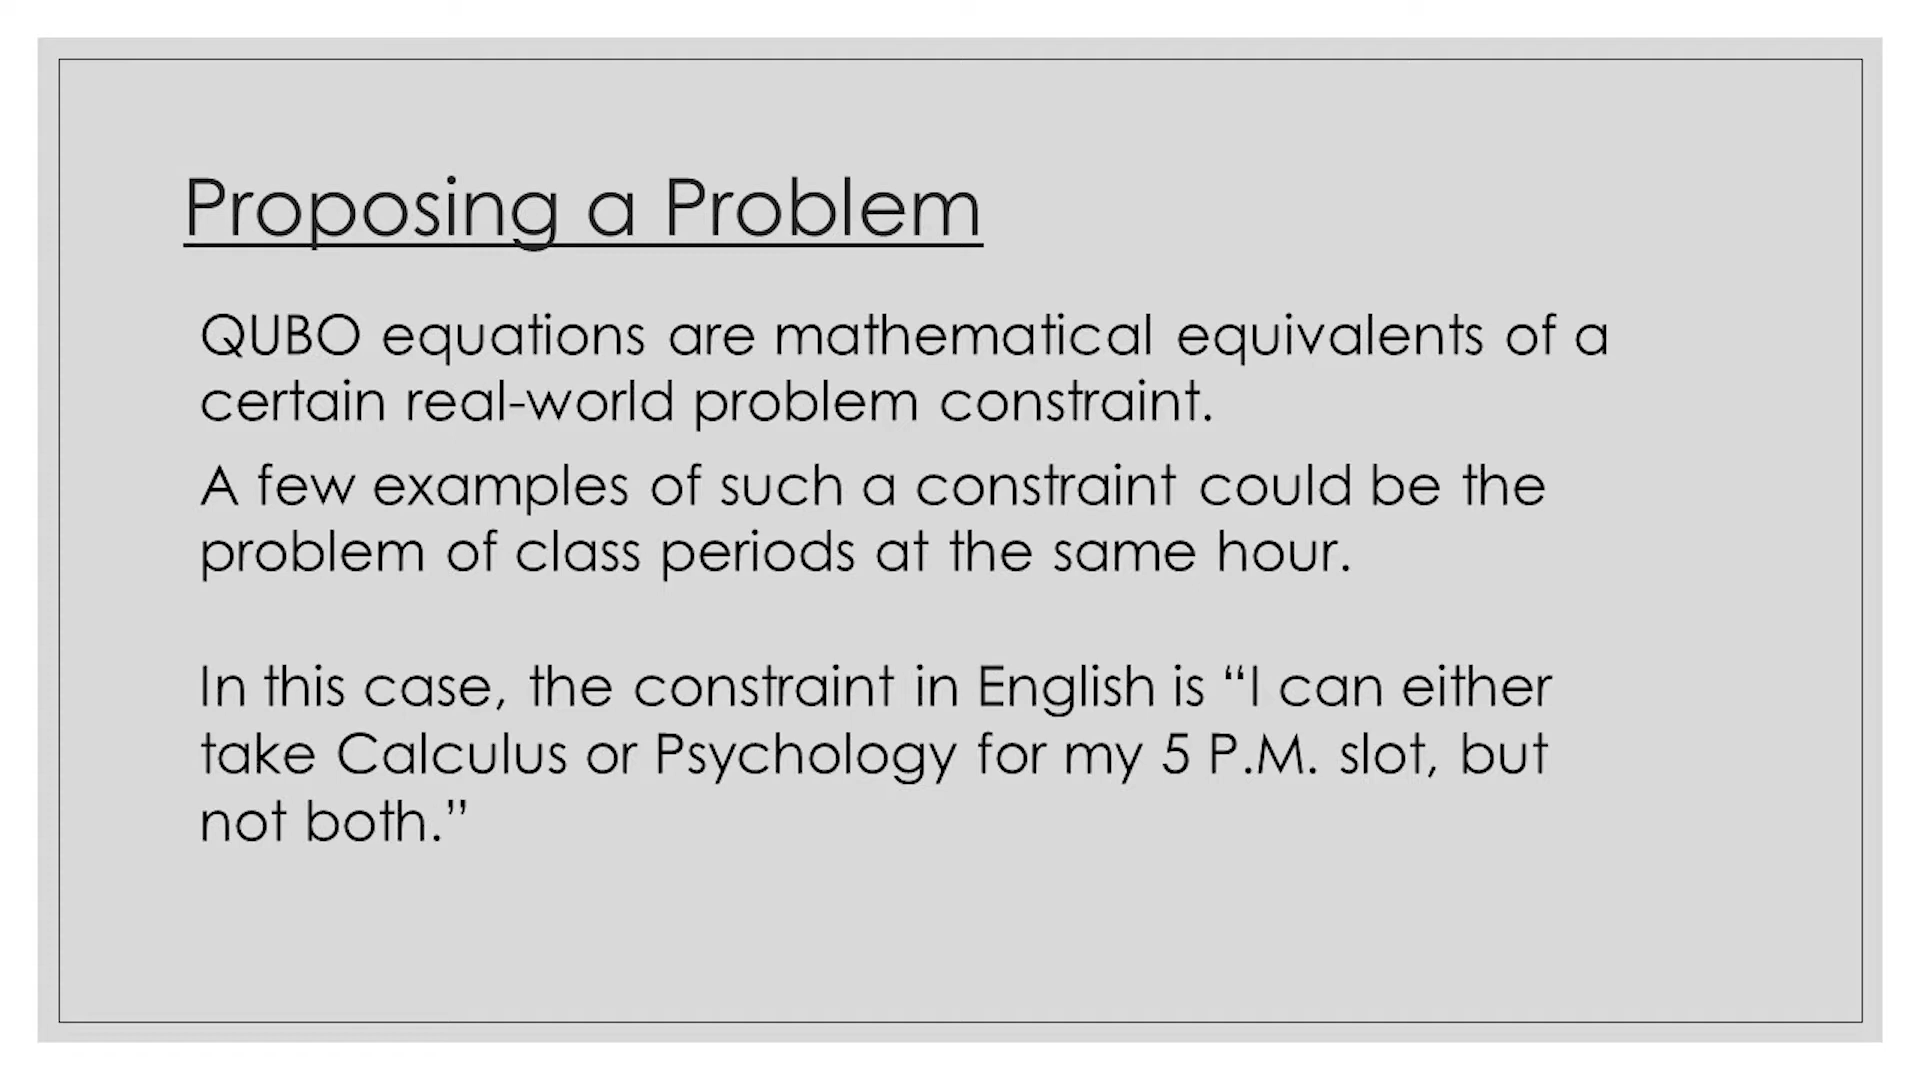 Proposing a Problem
QUBO equations are mathematical equivalents of a
certain real-world problem constraint.
A few examples of such a constraint could be the
problem of class periods at the same hour.
In this case, the constraint in English is “I can either
take Calculus or Psychology for my 5 P.M. slot, but
not both.”